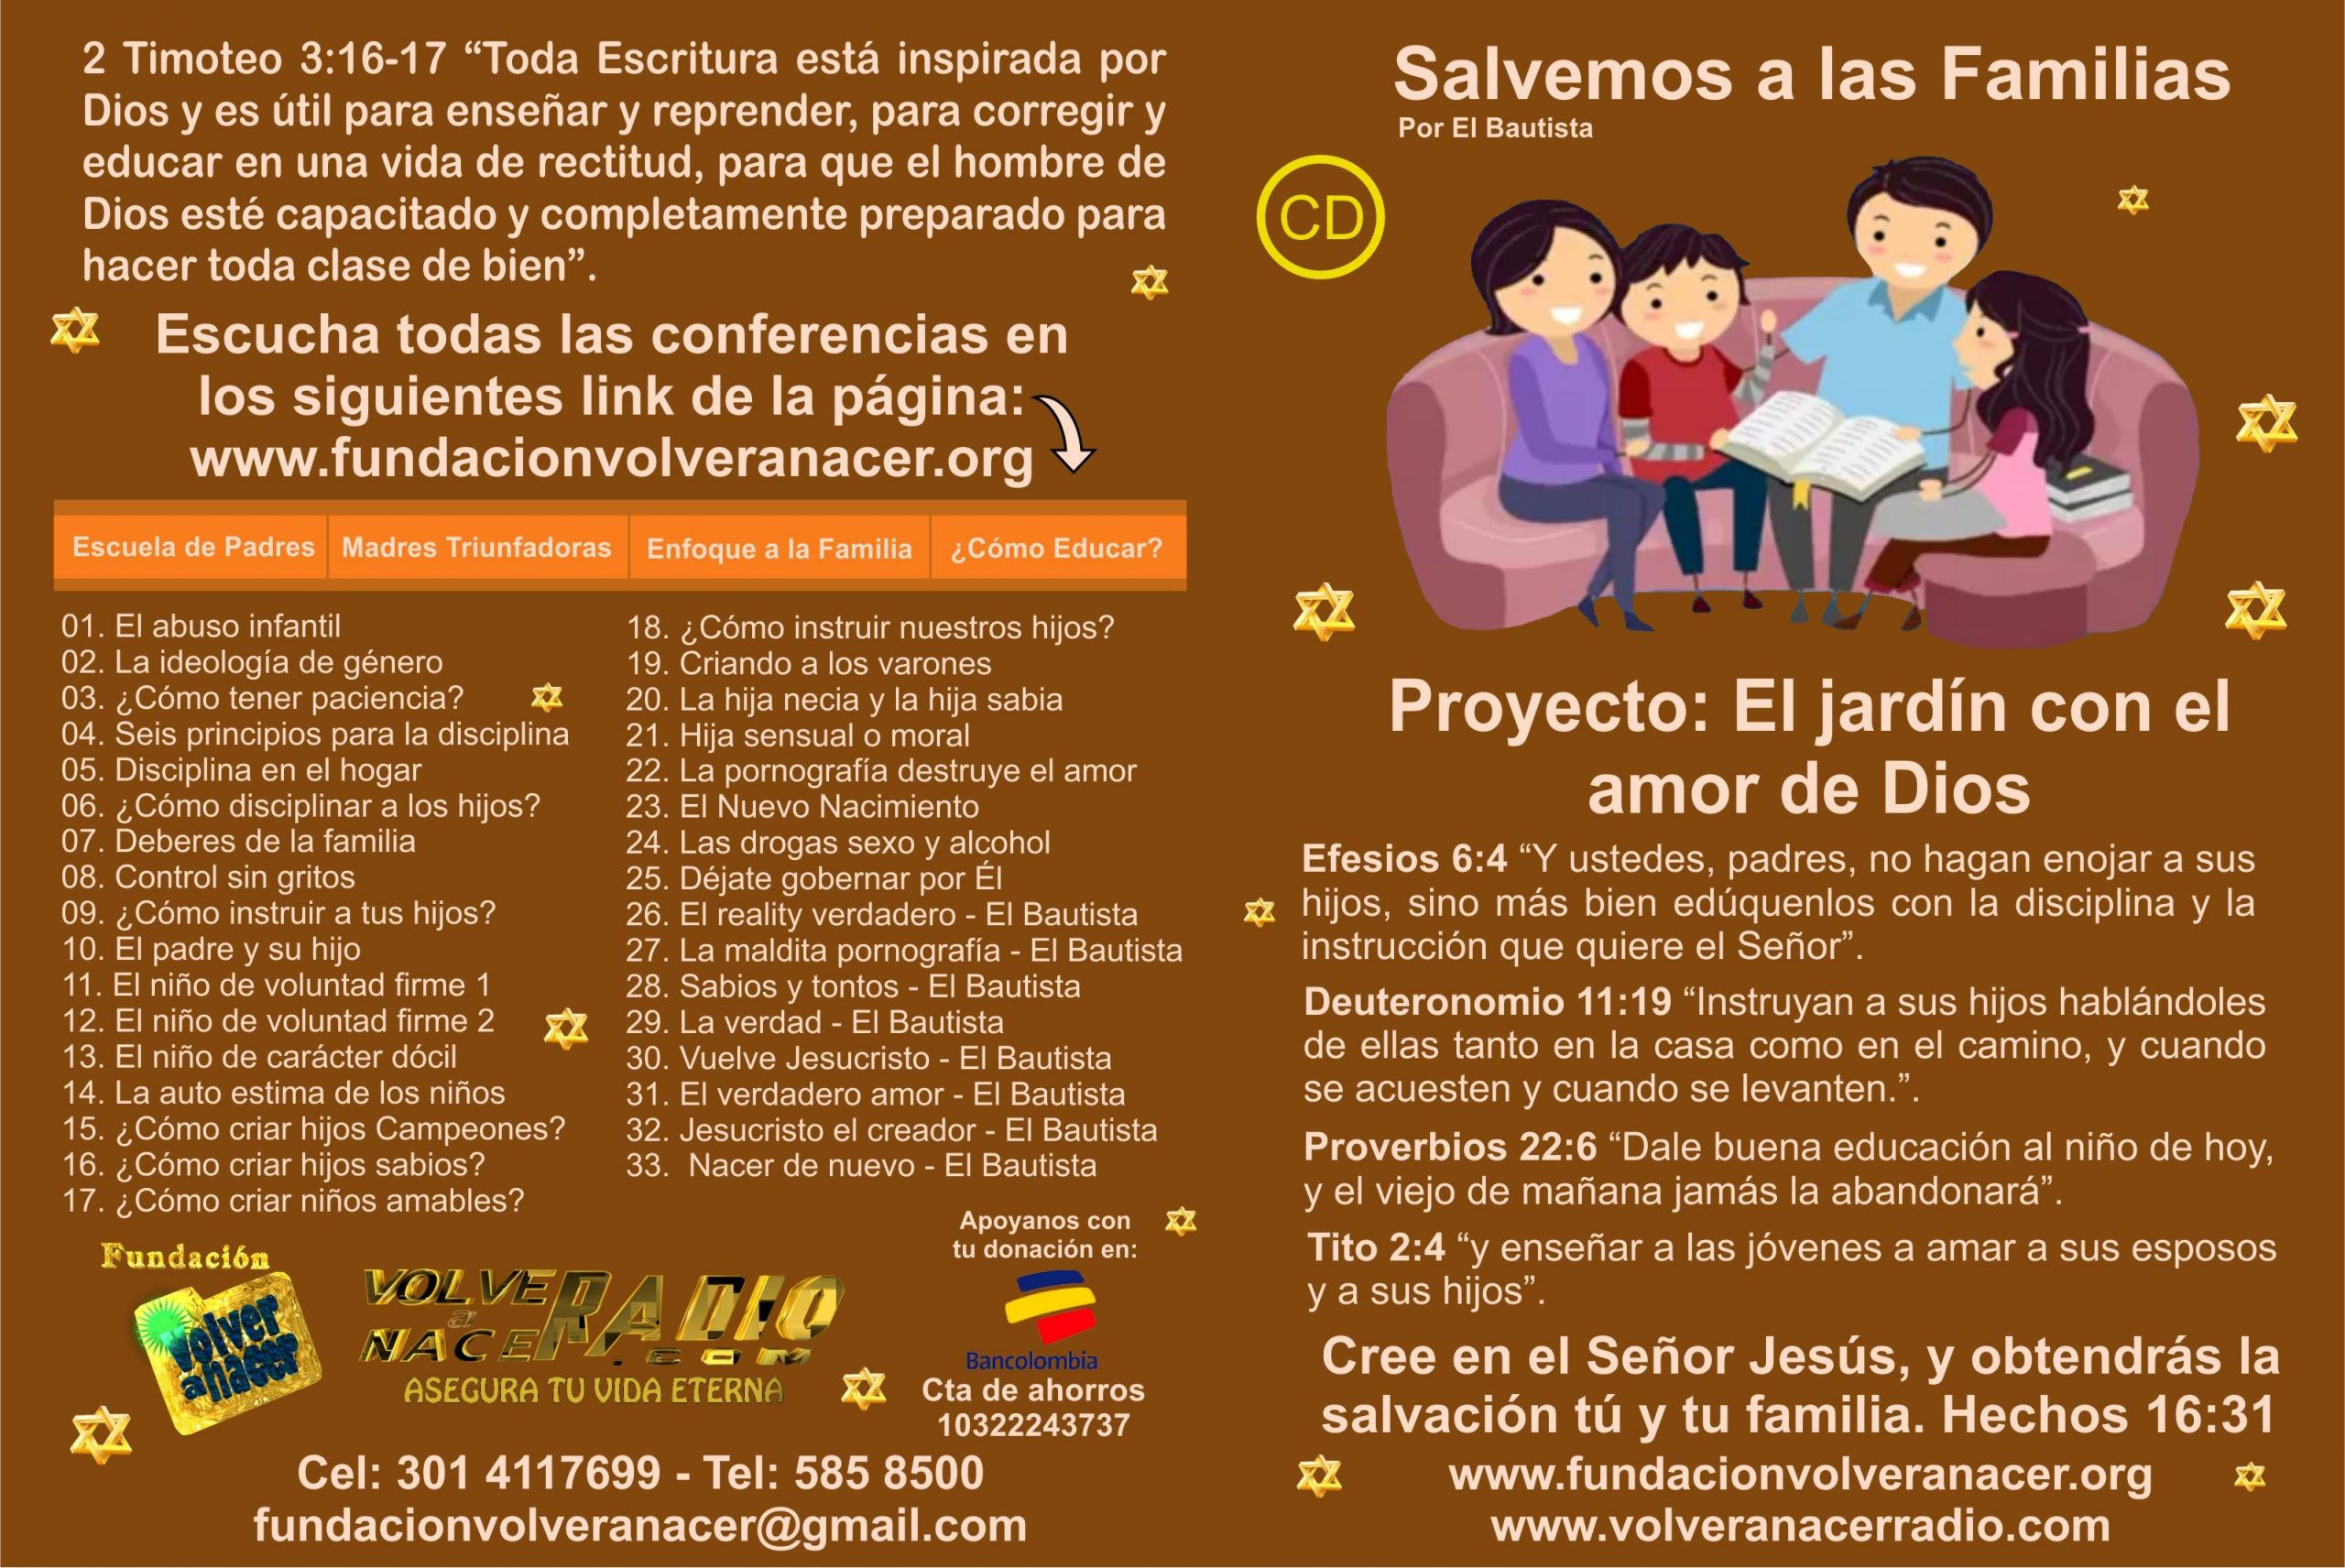 2 Timoteo 3:16-17 “Toda Escritura está inspirada por
Dios y es útil para enseñar y reprender, para corregir y
educar en una vida de rectitud, para que el hombre de
Dios esté capacitado y completamente preparado para
hacer toda clase de bien”.
Escucha todas las conferencias en
los siguientes link de la página:
www.fundacionvolveranacer.org
Escuela de Padres
Madres Triunfadoras
Enfoque a la Familia
¿Cómo Educar?
01. El abuso infantil
02. La ideología de género
03. ¿Cómo tener paciencia?
04. Seis principios para la disciplina
05. Disciplina en el hogar
06. ¿Cómo disciplinar a los hijos?
07. Deberes de la familia
08. Control sin gritos
09. ¿Cómo instruir a tus hijos?
10. El padre y su hijo
11. El niño de voluntad firme 1
12. El niño de voluntad firme 2
13. El niño de carácter dócil
14. La auto estima de los niños
15. ¿Cómo criar hijos Campeones?
16. ¿Cómo criar hijos sabios?
17. ¿Cómo criar niños amables?
18. ¿Cómo instruir nuestros hijos?
19. Criando a los varones
20. La hija necia y la hija sabia
21. Hija sensual o moral
22. La pornografía destruye el amor
23. El Nuevo Nacimiento
24. Las drogas sexo y alcohol
25. Déjate gobernar por Él
26. El reality verdadero - El Bautista
27. La maldita pornografía - El Bautista
28. Sabios y tontos - El Bautista
29. La verdad - El Bautista
30. Vuelve Jesucristo - El Bautista
31. El verdadero amor - El Bautista
32. Jesucristo el creador - El Bautista
33. Nacer de nuevo - El Bautista
Fundación
volver
a nacer
VOLVE RADIO
a
NACE .COM
ASEGURA TU VIDA ETERNA
Apoyanos con
tu donación en:
Bancolombia
Cta de ahorros
10322243737
Cel: 301 4117699 - Tel: 585 8500
fundacionvolveranacer@gmail.com
Salvemos a las Familias
Por El Bautista
CD
Proyecto: El jardín con el
amor de Dios
Efesios 6:4 “Y ustedes, padres, no hagan enojar a sus
hijos, sino más bien edúquenlos con la disciplina y la
instrucción que quiere el Señor”.
Deuteronomio 11:19 “Instruyan a sus hijos hablándoles
de ellas tanto en la casa como en el camino, y cuando
se acuesten y cuando se levanten.”.
Proverbios 22:6 “Dale buena educación al niño de hoy,
y el viejo de mañana jamás la abandonará”.
Tito 2:4 “y enseñar a las jóvenes a amar a sus esposos
y a sus hijos”.
Cree en el Señor Jesús, y obtendrás la
salvación tú y tu familia. Hechos 16:31
www.fundacionvolveranacer.org
www.volveranacerradio.com